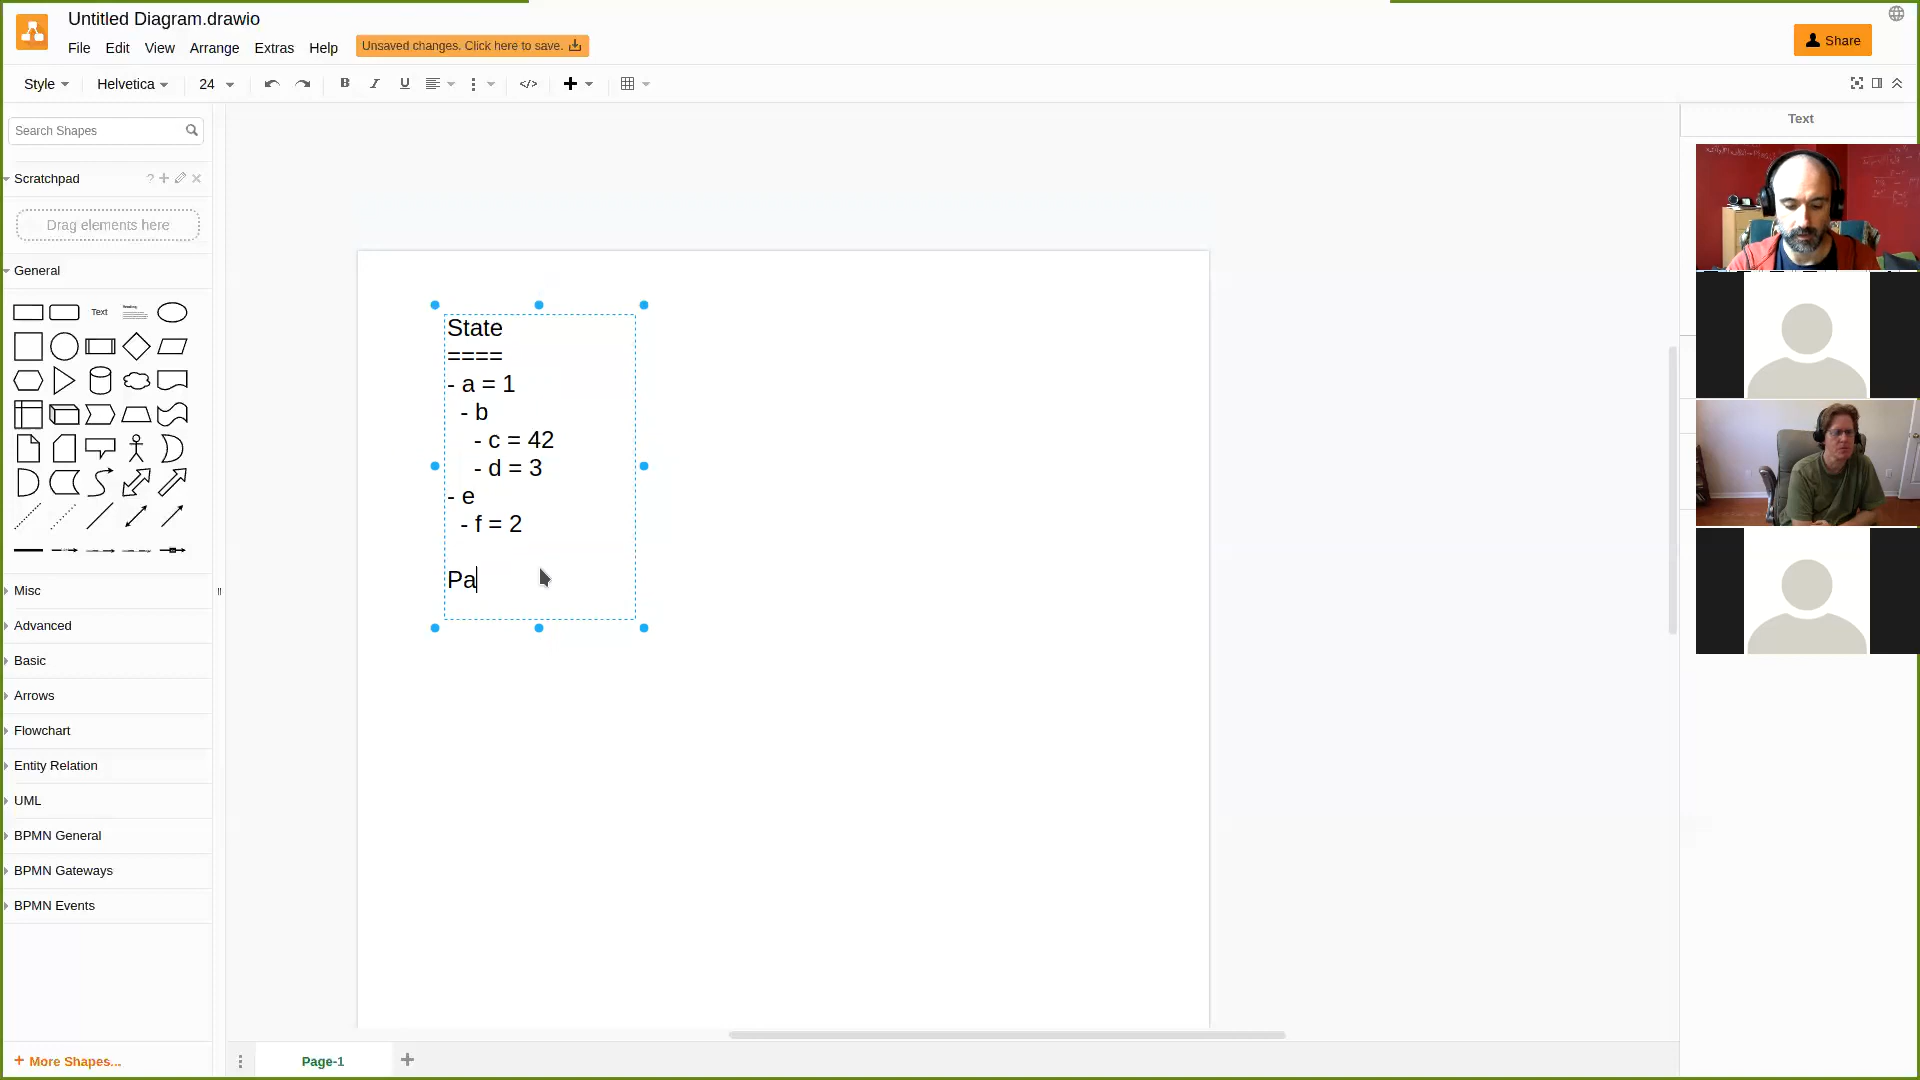 Untitled Diagram.drawio
File Edit View Arrange Extras Help Unsaved changes. Click here to save.
Share
Style Helvetica 24 B I U </>
Search Shapes
Text
Scratchpad ?
Drag elements here
General
Text
State
====
- a = 1
- b
- c = 42
- d = 3
- e
- f = 2
Pa
Misc
Advanced
Basic
Arrows
Flowchart
Entity Relation
UML
BPMN General
BPMN Gateways
BPMN Events
+ More Shapes...
Page-1